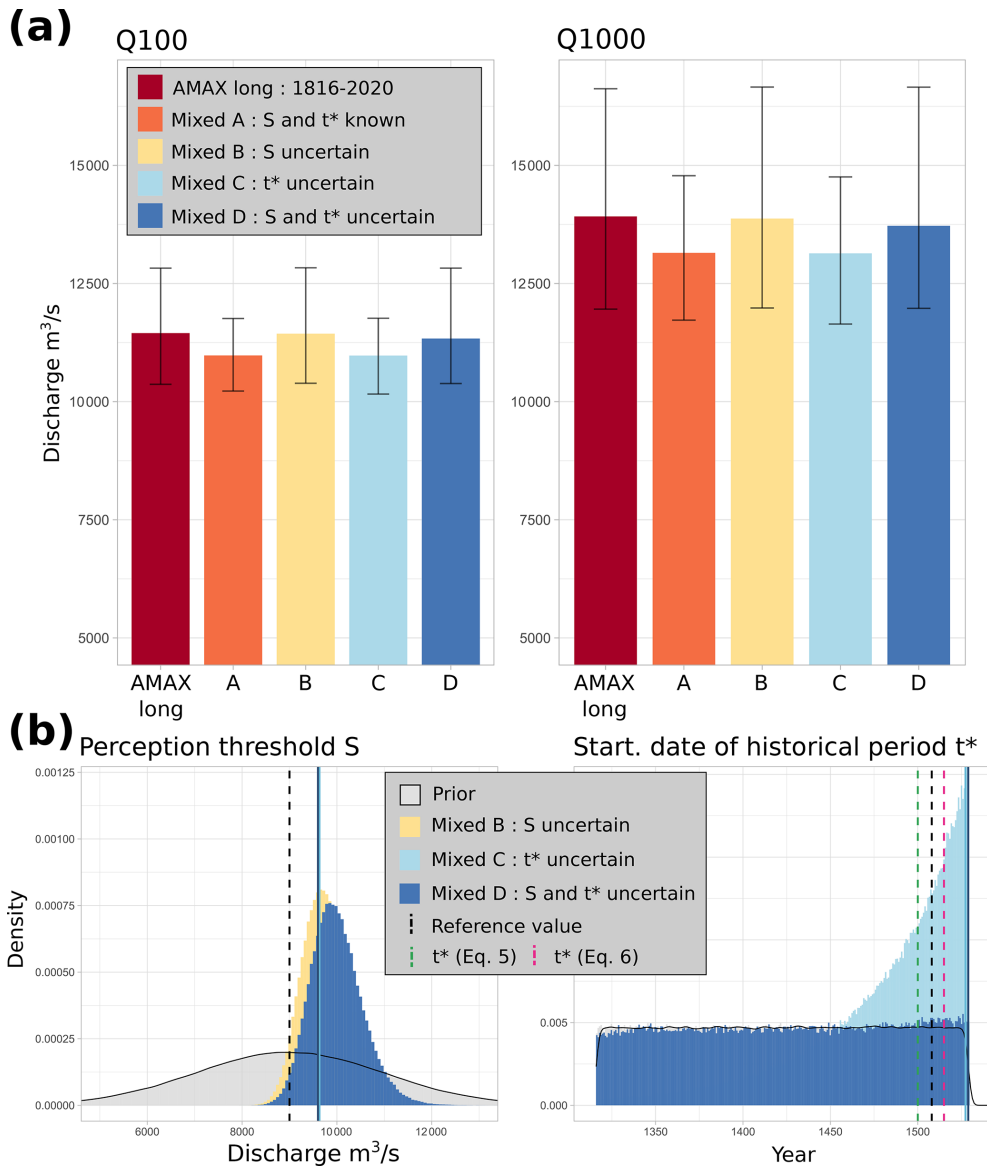 (a)
Q100
Q1000
AMAX long : 1816-2020
Mixed A : S and t* known
Mixed B : S uncertain
Mixed C : t* uncertain
Mixed D : S and t* uncertain
Discharge m³/s
15000
12500
10000
7500
5000
AMAX long
A
B
C
D
15000
12500
10000
7500
5000
AMAX long
A
B
C
D
(b)
Perception threshold S
Start. date of historical period t*
Prior
Mixed B : S uncertain
Mixed C : t* uncertain
Mixed D : S and t* uncertain
Reference value
t* (Eq. 5)
t* (Eq. 6)
Density
0.00125
0.00100
0.00075
0.00050
0.00025
0.00000
6000
8000
10000
12000
Discharge m³/s
0.005
0.000
1350
1400
1450
1500
Year